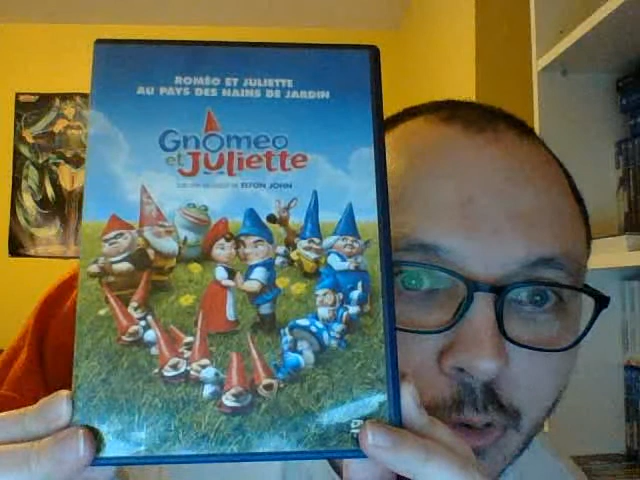 ROMÉO ET JULIETTE
AU PAYS DES NAINS DE JARDIN
Gnomeo
et Juliette
ELTON JOHN